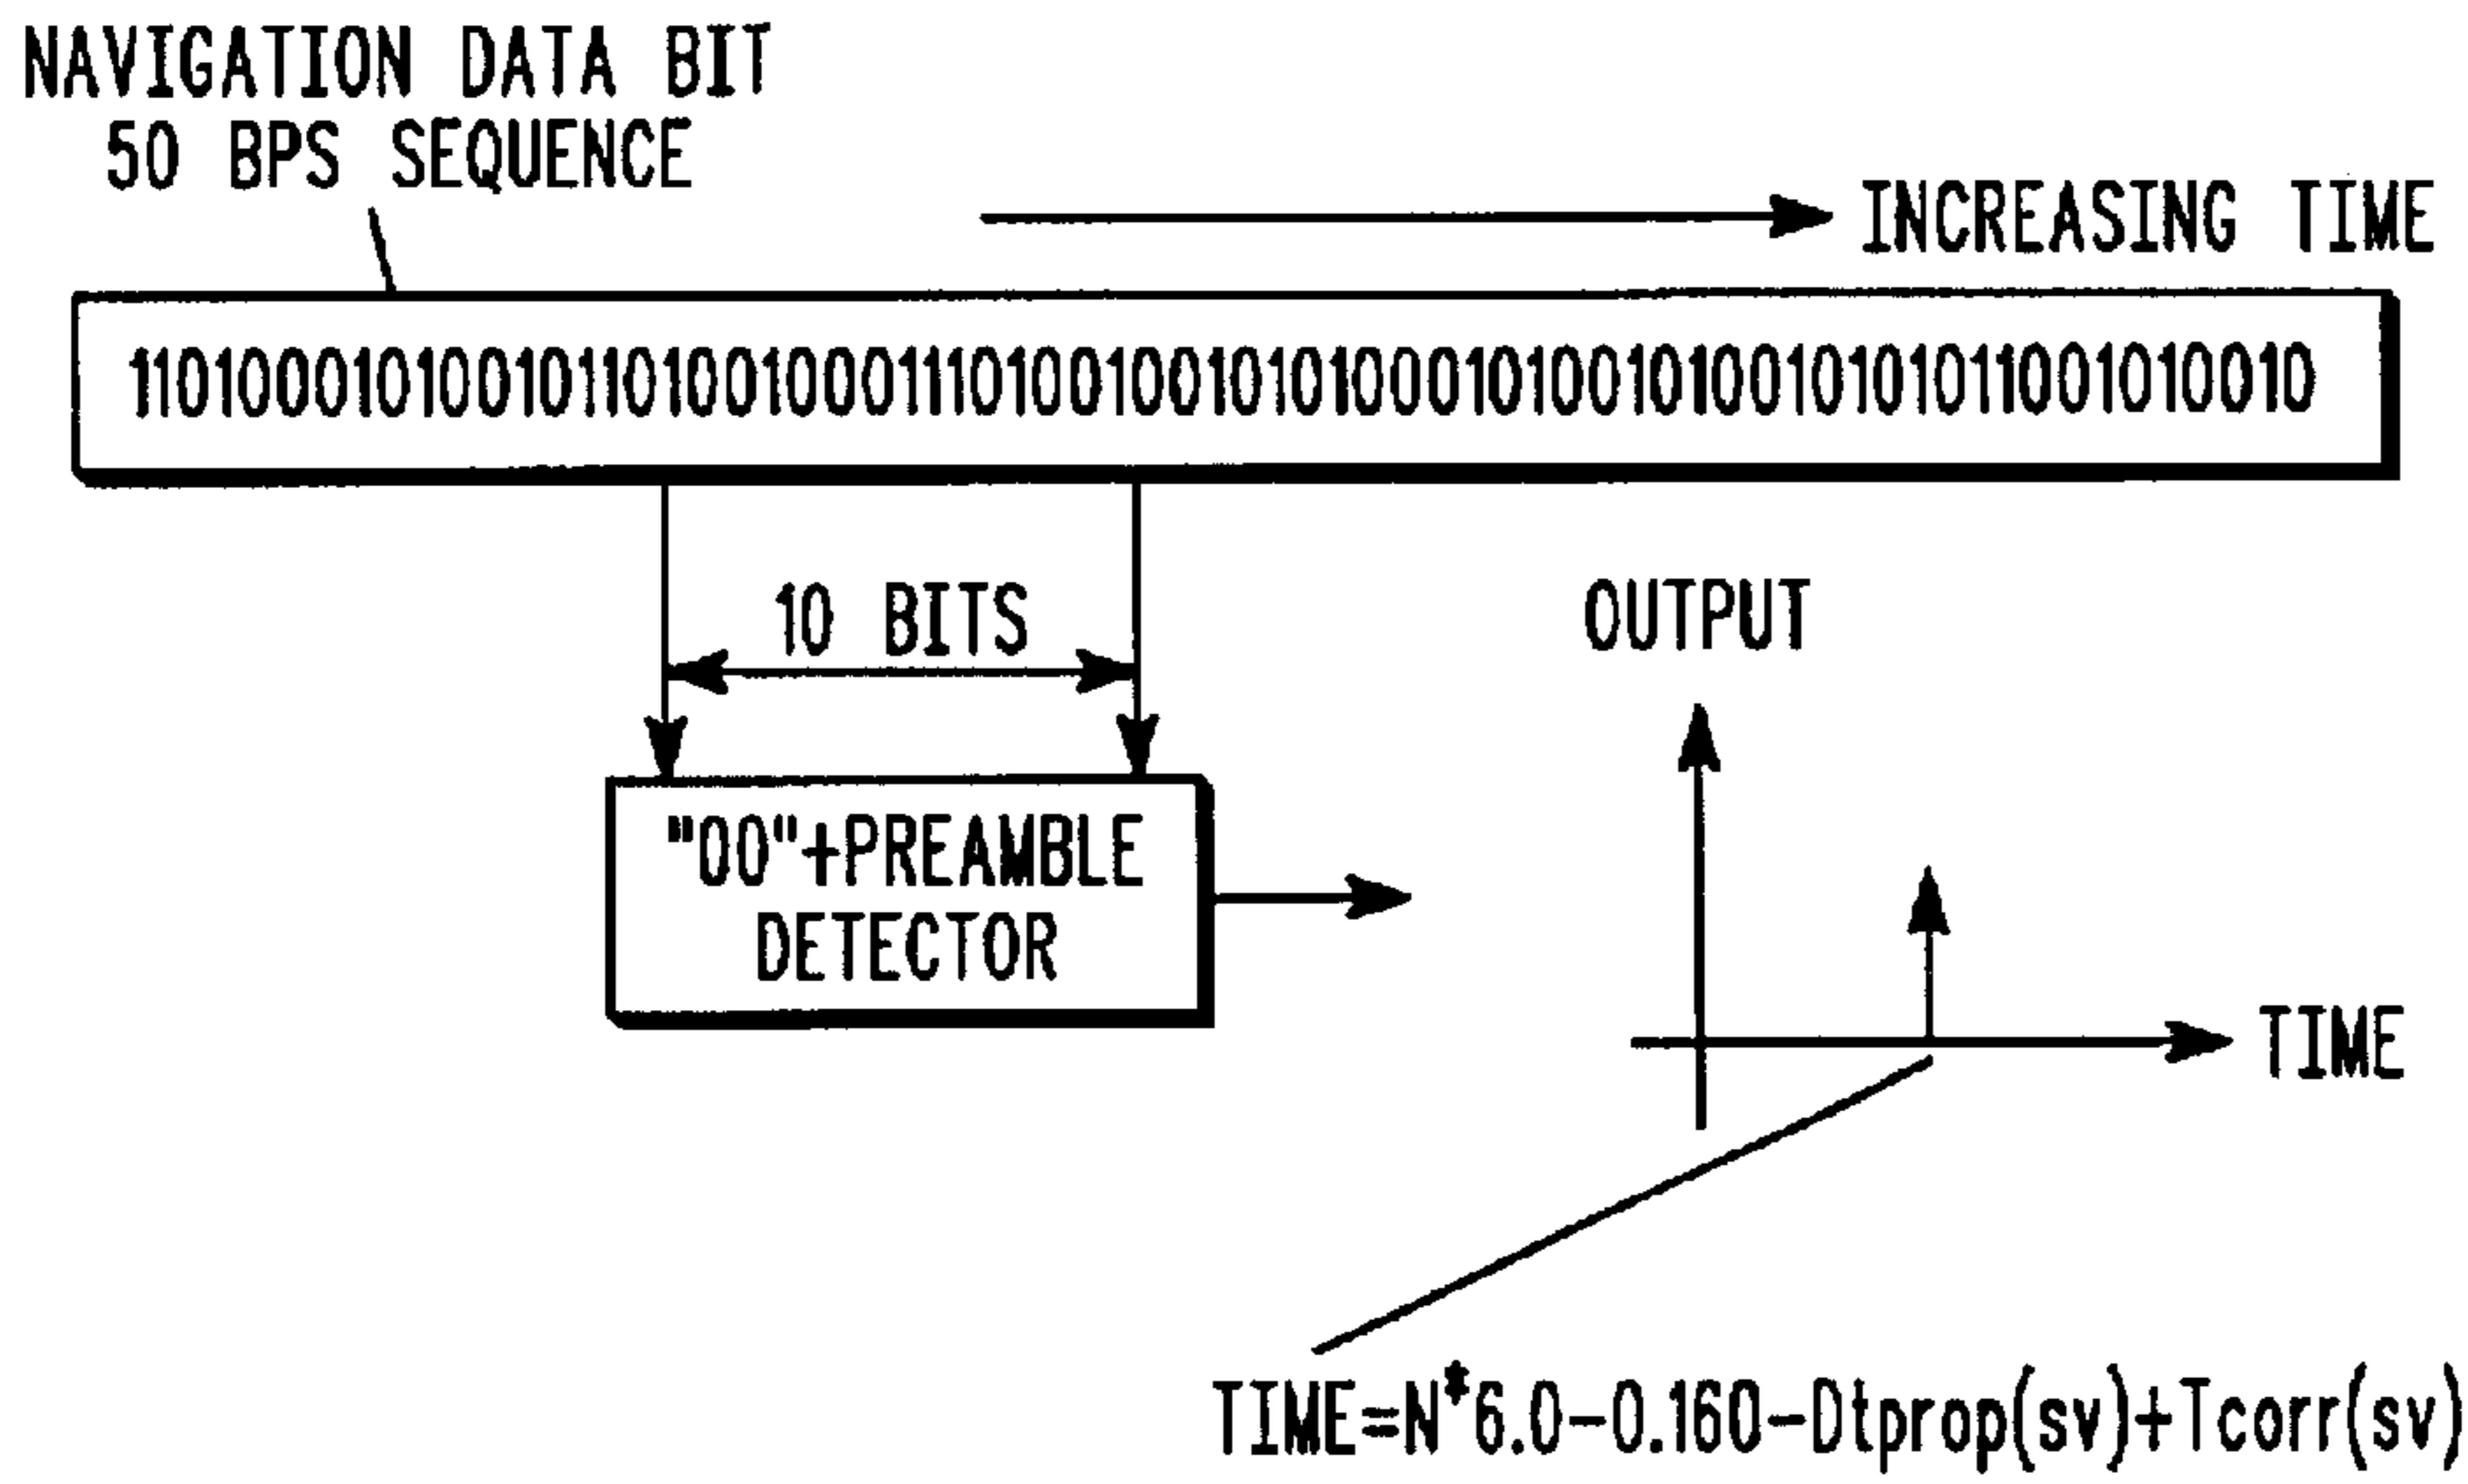 NAVIGATION DATA BIT
50 BPS SEQUENCE
INCREASING TIME
110100010100101101001000111010010010101000101001010010101011001010010
10 BITS
OUTPUT
"00"+PREAMBLE
DETECTOR
TIME
TIME=N*6.0-0.160-Dtprop(sv)+Tcorr(sv)